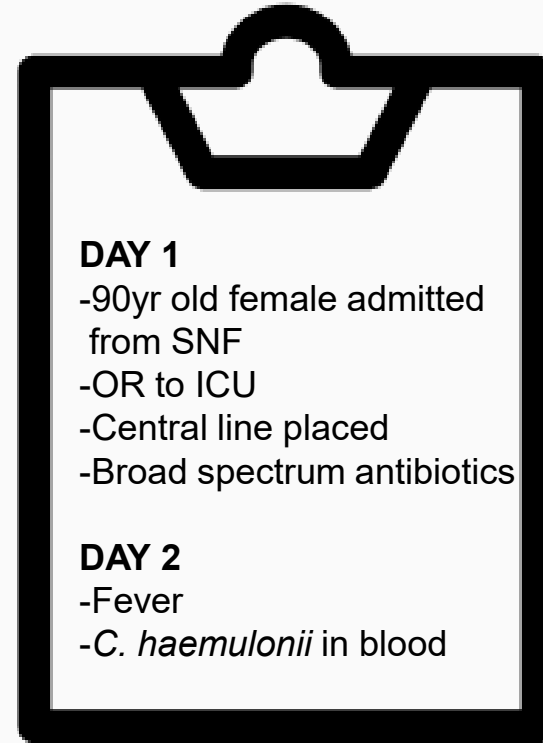 DAY 1
-90yr old female admitted
from SNF
-OR to ICU
-Central line placed
-Broad spectrum antibiotics
DAY 2
-Fever
-C. haemulonii in blood